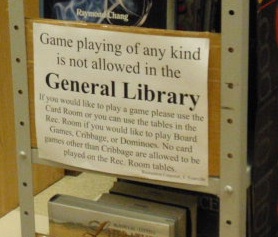 Raymond Chang
Game playing of any kind
is not allowed in the
General Library
If you would like to play a game please use the
Card Room or you can use the tables in the
Rec. Room if you would like to play Board
Games, Cribbage, or Dominoes. No card
games other than Cribbage are allowed to be
played on the Rec. Room tables.